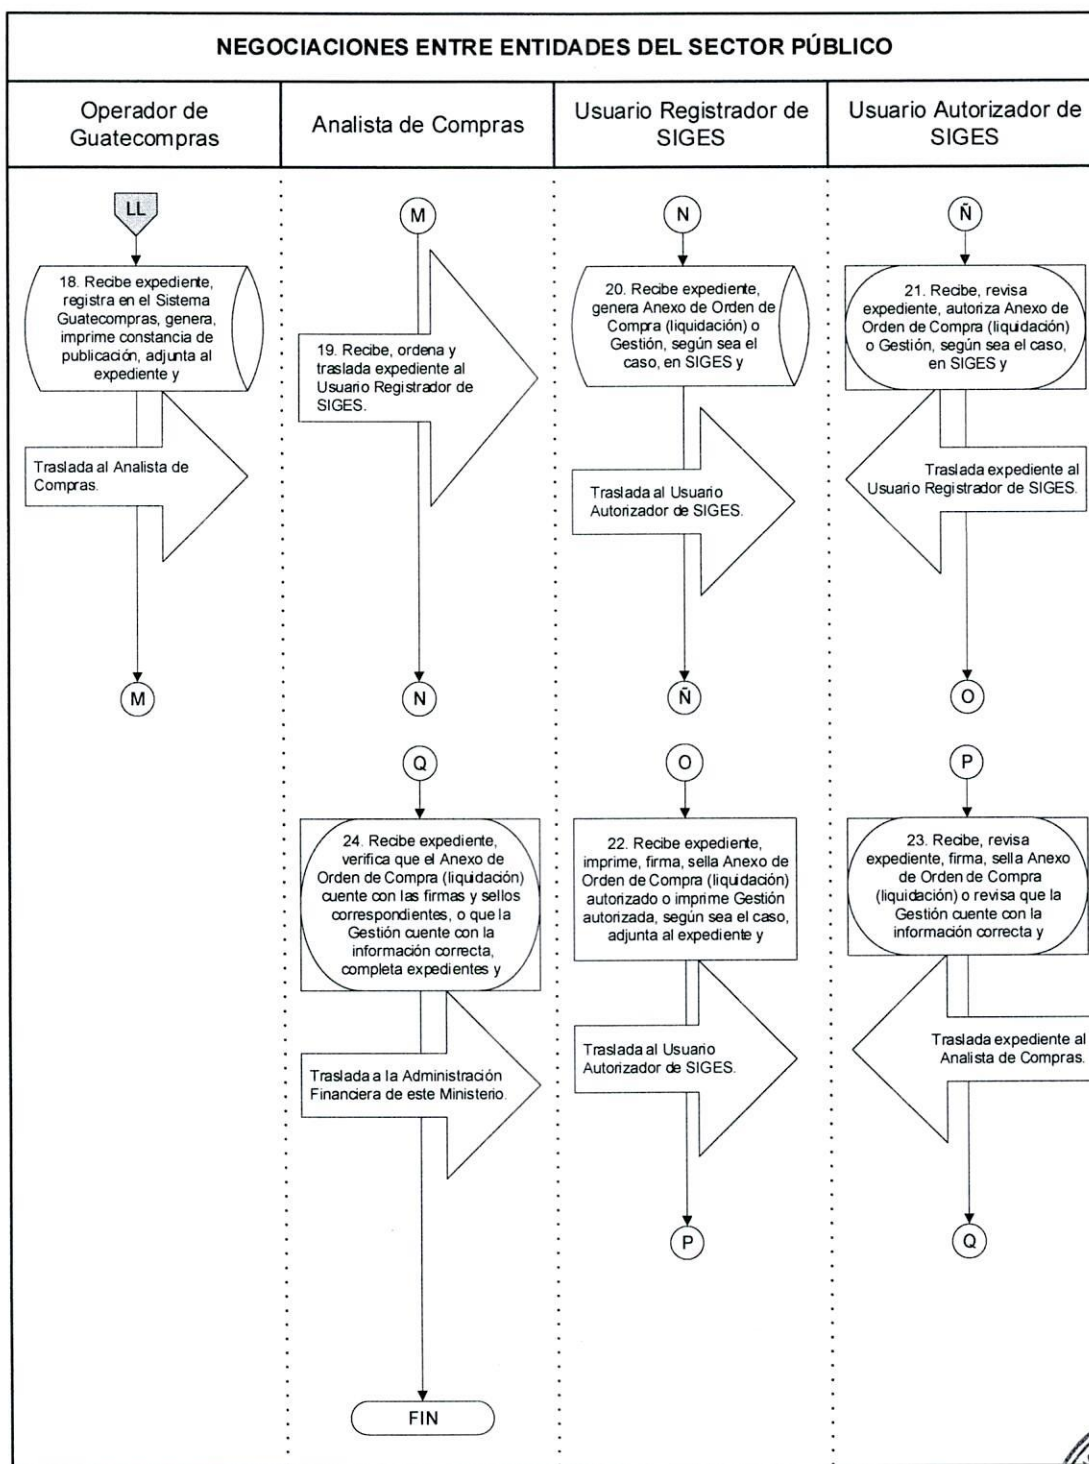 NEGOCIACIONES ENTRE ENTIDADES DEL SECTOR PÚBLICO
Operador de
Guatecompras
Analista de Compras
Usuario Registrador de
SIGES
Usuario Autorizador de
SIGES
LL
18. Recibe expediente,
registra en el Sistema
Guatecompras, genera,
imprime constancia de
publicación, adjunta al
expediente y
Traslada al Analista de
Compras.
M
M
19. Recibe, ordena y
traslada expediente al
Usuario Registrador de
SIGES.
N
N
20. Recibe expediente,
genera Anexo de Orden de
Compra (liquidación) o
Gestión, según sea el
caso, en SIGES y
Traslada al Usuario
Autorizador de SIGES.
Ñ
Ñ
21. Recibe, revisa
expediente, autoriza Anexo de
Orden de Compra (liquidación)
o Gestión, según sea el caso,
en SIGES y
Traslada expediente al
Usuario Registrador de SIGES.
O
O
22. Recibe expediente,
imprime, firma, sella Anexo de
Orden de Compra (liquidación)
autorizado o imprime Gestión
autorizada, según sea el caso,
adjunta al expediente y
Traslada al Usuario
Autorizador de SIGES.
P
P
23. Recibe, revisa
expediente, firma, sella Anexo
de Orden de Compra
(liquidación) o revisa que la
Gestión cuente con la
información correcta y
Traslada expediente al
Analista de Compras.
Q
Q
24. Recibe expediente,
verifica que el Anexo de
Orden de Compra (liquidación)
cuente con las firmas y sellos
correspondientes, o que la
Gestión cuente con la
información correcta,
completa expedientes y
Traslada a la Administración
Financiera de este Ministerio.
FIN